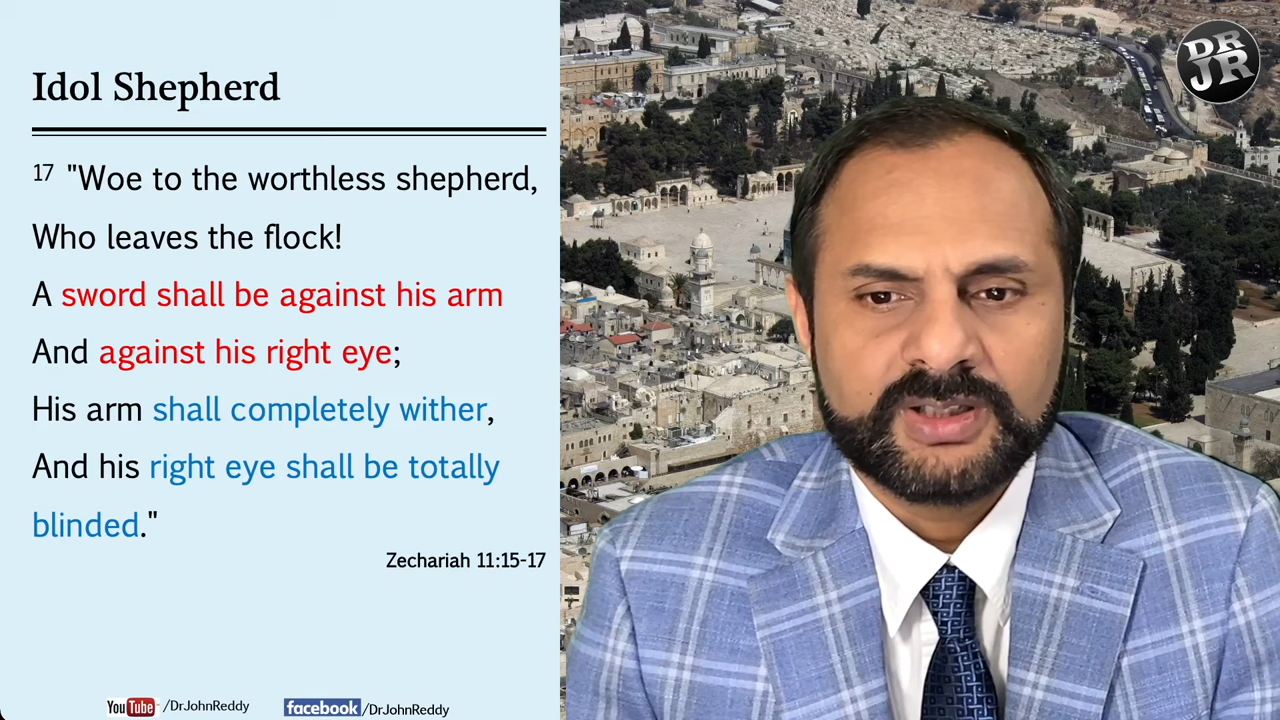 Idol Shepherd
17 "Woe to the worthless shepherd,
Who leaves the flock!
A sword shall be against his arm
And against his right eye;
His arm shall completely wither,
And his right eye shall be totally
blinded."
Zechariah 11:15-17
YouTube /DrJohnReddy
facebook /DrJohnReddy
DR
JR